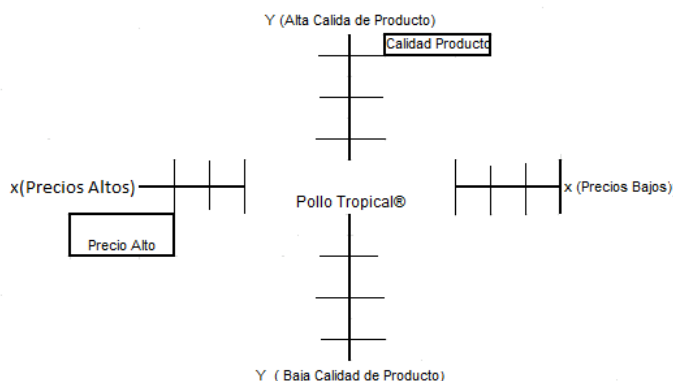 Y (Alta Calida de Producto)
Calidad Producto
x(Precios Altos)
x (Precios Bajos)
Pollo Tropical®
Precio Alto
Y ( Baja Calidad de Producto)